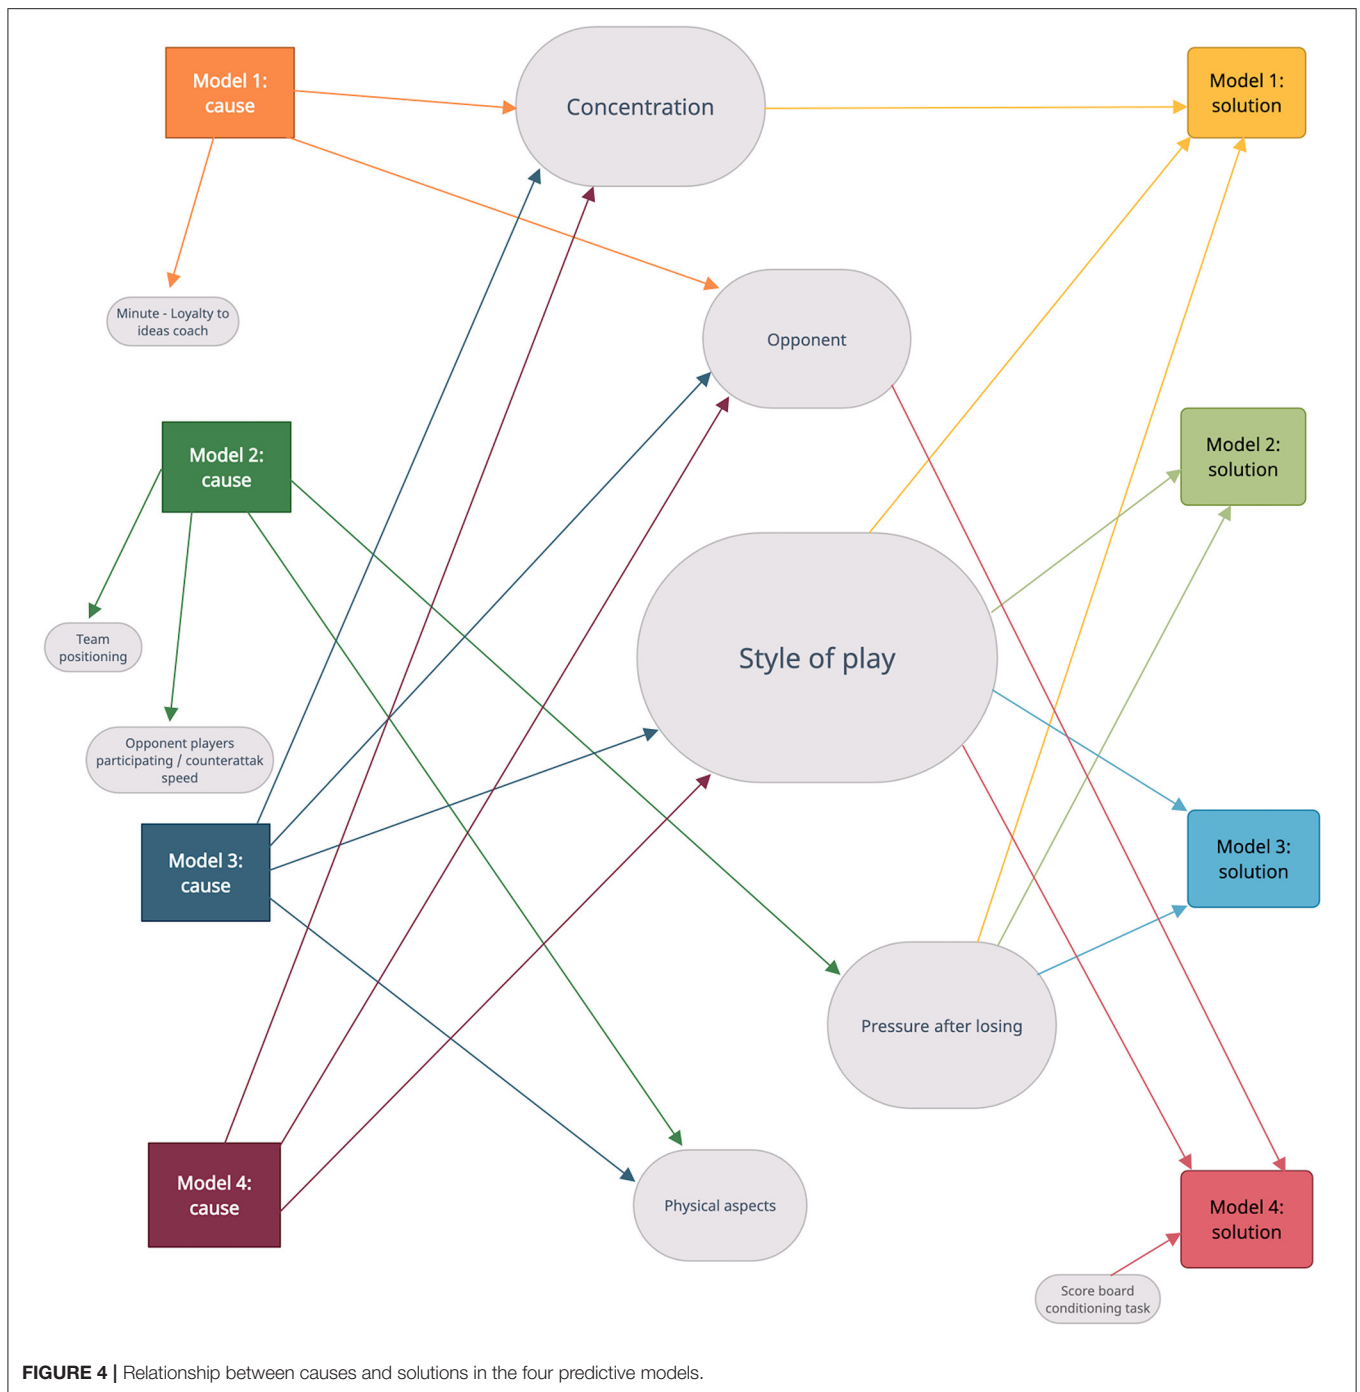 Model 1:
cause
Concentration
Model 1:
solution
Minute - Loyalty to
ideas coach
Opponent
Model 2:
cause
Model 2:
solution
Team
positioning
Style of play
Opponent players
participating / counterattak
speed
Model 3:
cause
Model 3:
solution
Pressure after losing
Model 4:
cause
Physical aspects
Model 4:
solution
Score board
conditioning task
FIGURE 4 | Relationship between causes and solutions in the four predictive models.